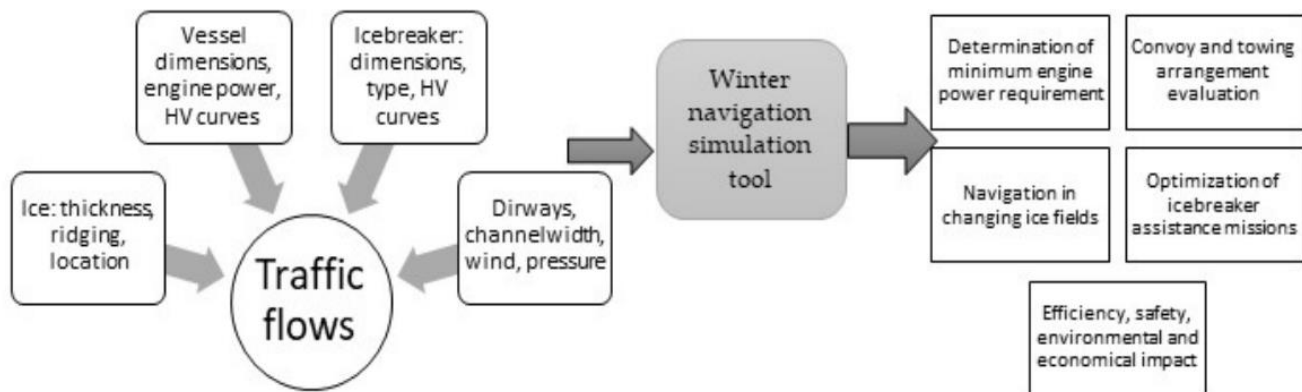 Vessel
dimensions,
engine power,
HV curves
Icebreaker:
dimensions,
type, HV
curves
Ice: thickness,
ridging,
location
Dirways,
channel width,
wind, pressure
Traffic
flows
Winter
navigation
simulation
tool
Determination of
minimum engine
power requirement
Convoy and towing
arrangement
evaluation
Navigation in
changing ice fields
Optimization of
icebreaker
assistance missions
Efficiency, safety,
environmental and
economical impact